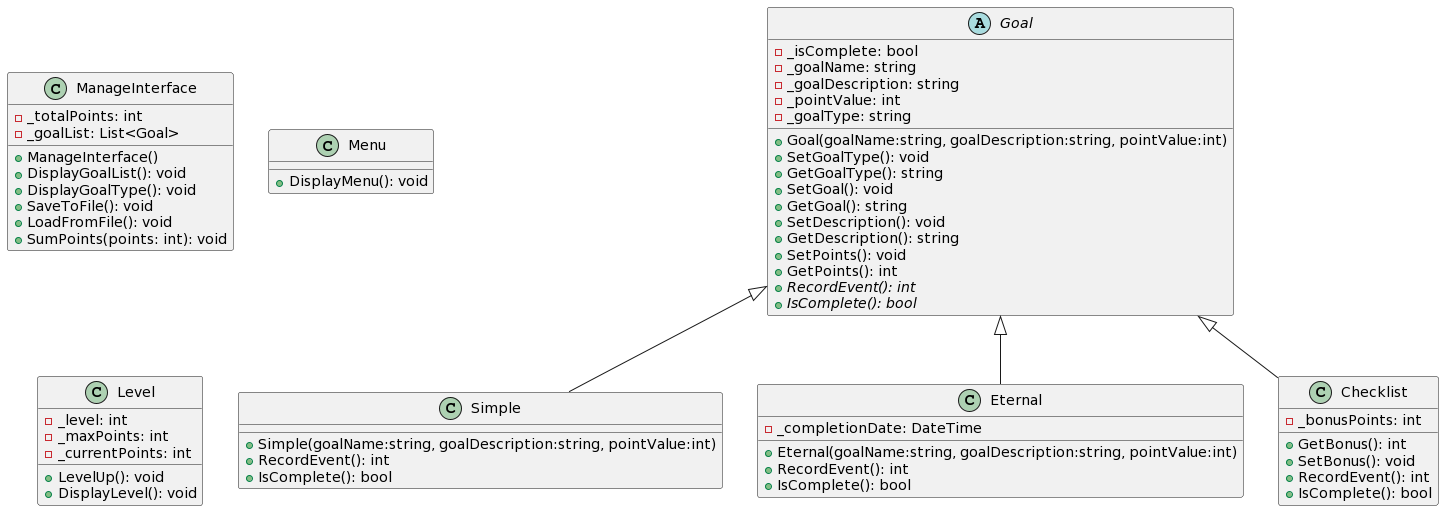 C ManageInterface
_totalPoints: int
_goalList: List<Goal>
ManageInterface()
DisplayGoalList(): void
DisplayGoalType(): void
SaveToFile(): void
LoadFromFile(): void
SumPoints(points: int): void
C Menu
DisplayMenu(): void
A Goal
_isComplete: bool
_goalName: string
_goalDescription: string
_pointValue: int
_goalType: string
Goal(goalName:string, goalDescription:string, pointValue:int)
SetGoalType(): void
GetGoalType(): string
SetGoal(): void
GetGoal(): string
SetDescription(): void
GetDescription(): string
SetPoints(): void
GetPoints(): int
RecordEvent(): int
IsComplete(): bool
C Level
_level: int
_maxPoints: int
_currentPoints: int
LevelUp(): void
DisplayLevel(): void
C Simple
Simple(goalName:string, goalDescription:string, pointValue:int)
RecordEvent(): int
IsComplete(): bool
C Eternal
_completionDate: DateTime
Eternal(goalName:string, goalDescription:string, pointValue:int)
RecordEvent(): int
IsComplete(): bool
C Checklist
_bonusPoints: int
GetBonus(): int
SetBonus(): void
RecordEvent(): int
IsComplete(): bool